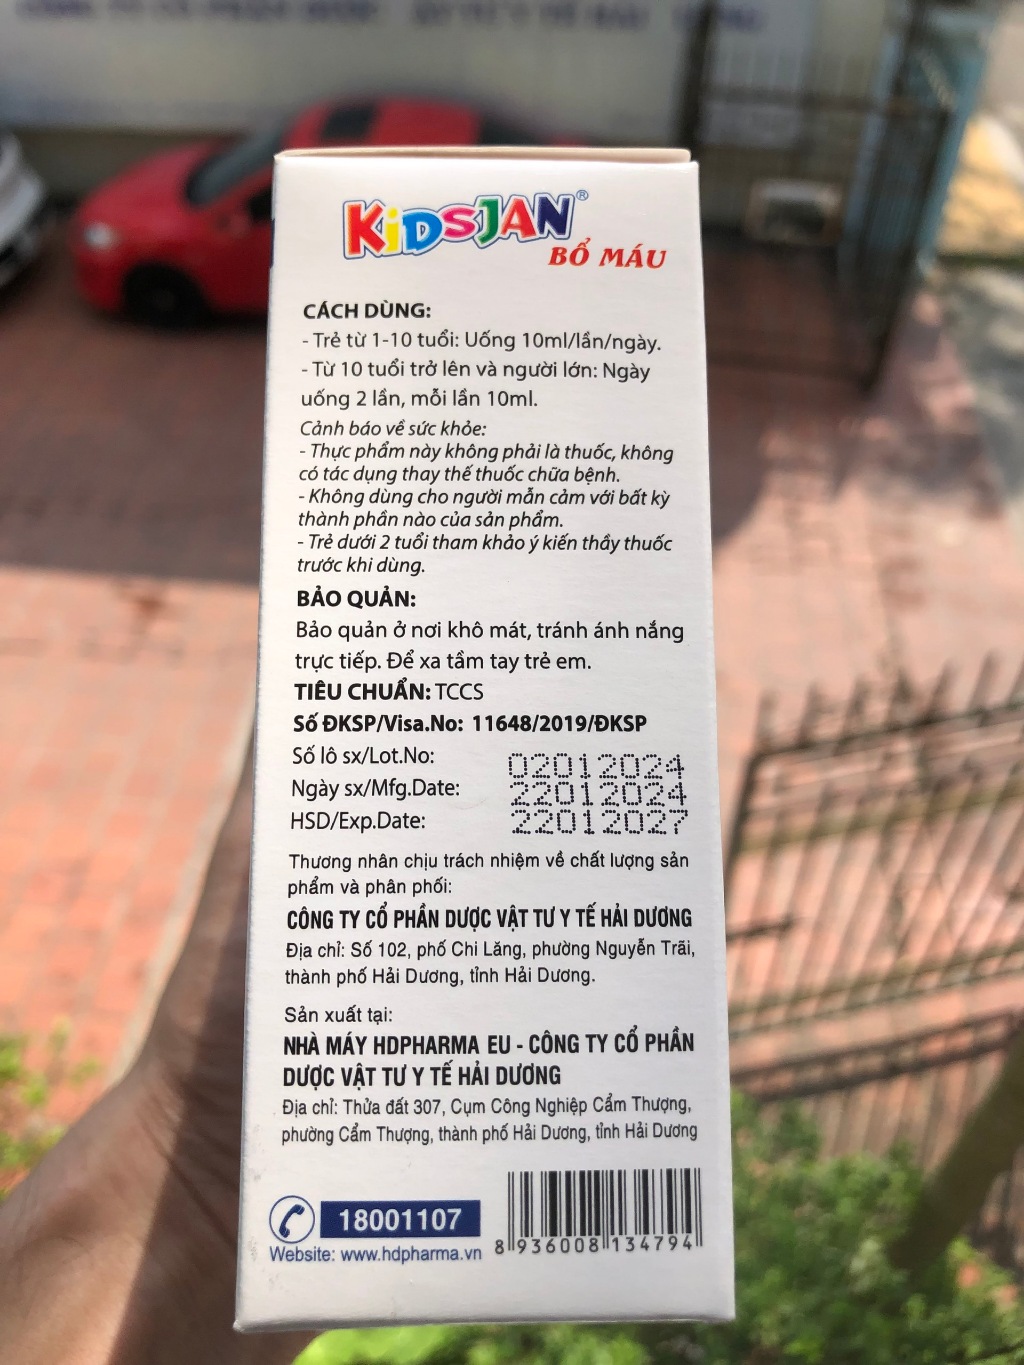 KIDSJAN®
BỔ MÁU
CÁCH DÙNG:
- Trẻ từ 1-10 tuổi: Uống 10ml/lần/ngày.
- Từ 10 tuổi trở lên và người lớn: Ngày
uống 2 lần, mỗi lần 10ml.
Cảnh báo về sức khỏe:
- Thực phẩm này không phải là thuốc, không
có tác dụng thay thế thuốc chữa bệnh.
- Không dùng cho người mẫn cảm với bất kỳ
thành phần nào của sản phẩm.
- Trẻ dưới 2 tuổi tham khảo ý kiến thầy thuốc
trước khi dùng.
BẢO QUẢN:
Bảo quản ở nơi khô mát, tránh ánh nắng
trực tiếp. Để xa tầm tay trẻ em.
TIÊU CHUẨN: TCCS
Số ĐKSP/Visa.No: 11648/2019/ĐKSP
Số lô sx/Lot.No: 02012024
Ngày sx/Mfg.Date: 22012024
HSD/Exp.Date: 22012027
Thương nhân chịu trách nhiệm về chất lượng sản
phẩm và phân phối:
CÔNG TY CỔ PHẦN DƯỢC VẬT TƯ Y TẾ HẢI DƯƠNG
Địa chỉ: Số 102, phố Chi Lăng, phường Nguyễn Trãi,
thành phố Hải Dương, tỉnh Hải Dương.
Sản xuất tại:
NHÀ MÁY HDPHARMA EU - CÔNG TY CỔ PHẦN
DƯỢC VẬT TƯ Y TẾ HẢI DƯƠNG
Địa chỉ: Thửa đất 307, Cụm Công Nghiệp Cẩm Thượng,
phường Cẩm Thượng, thành phố Hải Dương, tỉnh Hải Dương
18001107
Website: www.hdpharma.vn
8 936008 134794